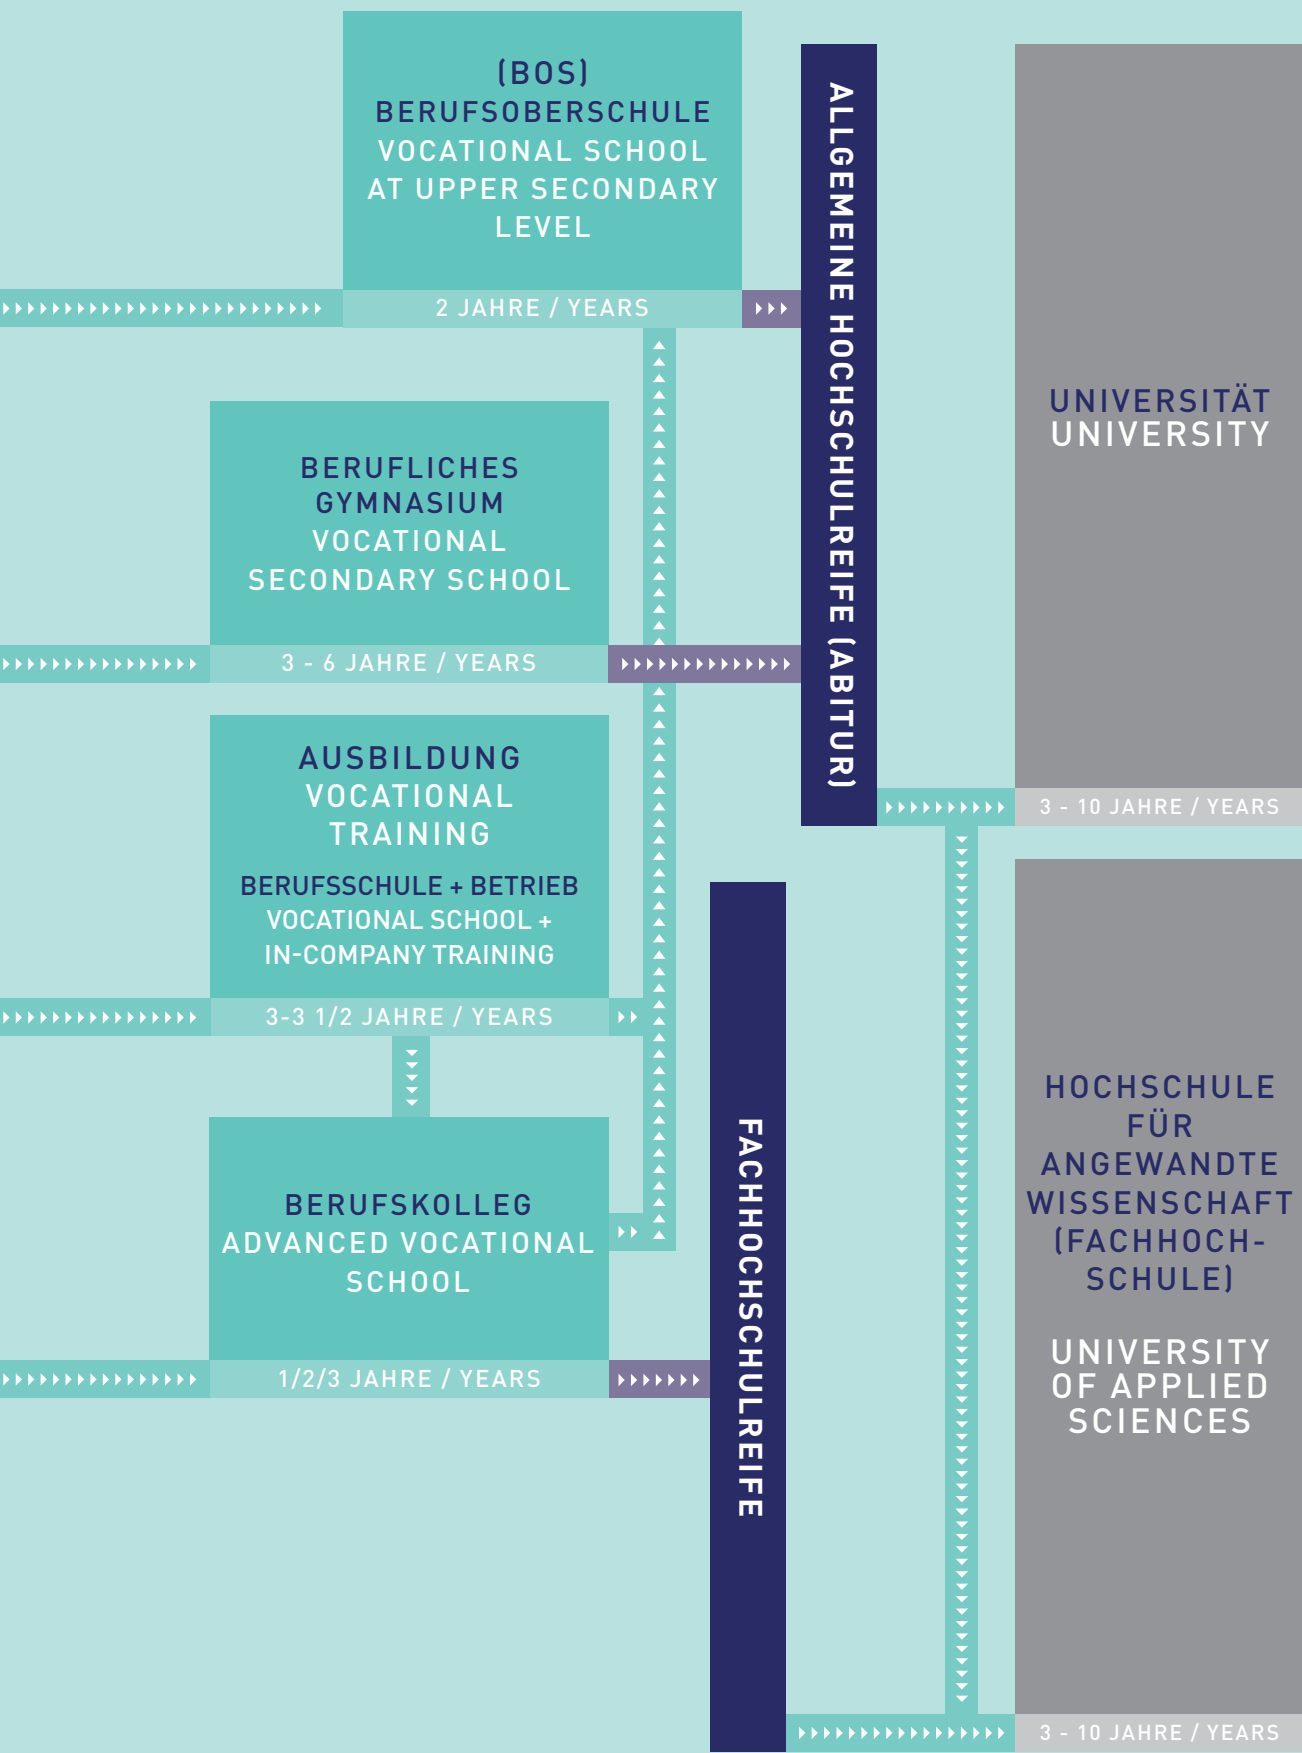 (BOS)
BERUFSOBERSCHULE
VOCATIONAL SCHOOL
AT UPPER SECONDARY
LEVEL
2 JAHRE / YEARS
BERUFLICHES
GYMNASIUM
VOCATIONAL
SECONDARY SCHOOL
3 - 6 JAHRE / YEARS
AUSBILDUNG
VOCATIONAL
TRAINING
BERUFSSCHULE + BETRIEB
VOCATIONAL SCHOOL +
IN-COMPANY TRAINING
3-3 1/2 JAHRE / YEARS
BERUFSKOLLEG
ADVANCED VOCATIONAL
SCHOOL
1/2/3 JAHRE / YEARS
FACHHOCHSCHULREIFE
ALLGEMEINE HOCHSCHULREIFE (ABITUR)
UNIVERSITÄT
UNIVERSITY
3 - 10 JAHRE / YEARS
HOCHSCHULE
FÜR
ANGEWANDTE
WISSENSCHAFT
(FACHHOCH-
SCHULE)
UNIVERSITY
OF APPLIED
SCIENCES
3 - 10 JAHRE / YEARS